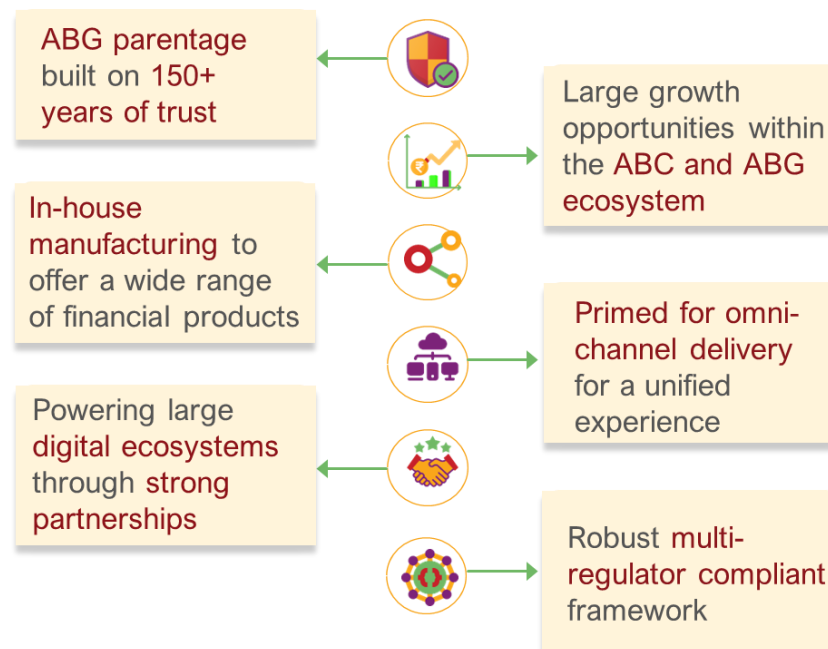 ABG parentage
built on 150+
years of trust
Large growth
opportunities within
the ABC and ABG
ecosystem
In-house
manufacturing to
offer a wide range
of financial products
Primed for omni-
channel delivery
for a unified
experience
Powering large
digital ecosystems
through strong
partnerships
Robust multi-
regulator compliant
framework